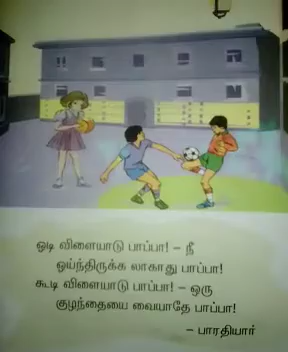 ஓடி விளையாடு பாப்பா! – நீ
ஓய்ந்திருக்க லாகாது பாப்பா!
கூடி விளையாடு பாப்பா! – ஒரு
குழந்தையை வையாதே பாப்பா!
– பாரதியார்